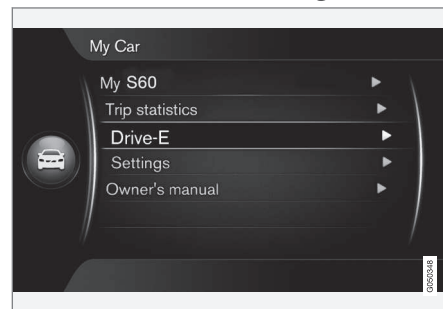 My Car
My S60
Trip statistics
Drive-E
Settings
Owner's manual
G050348